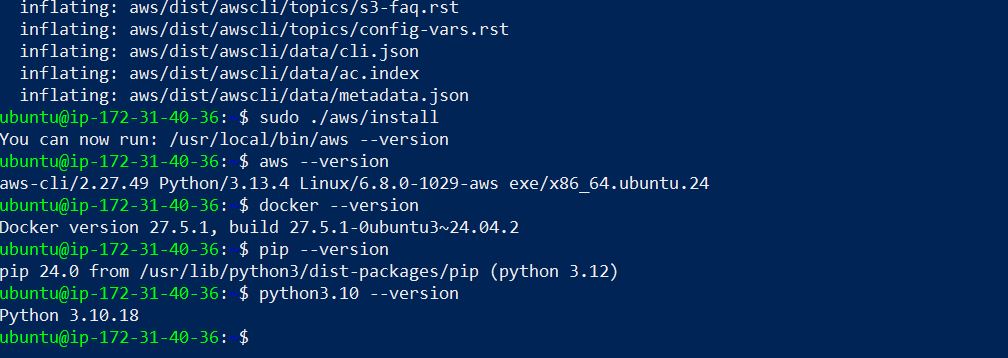 inflating: aws/dist/awscli/topics/s3-faq.rst
inflating: aws/dist/awscli/topics/config-vars.rst
inflating: aws/dist/awscli/data/cli.json
inflating: aws/dist/awscli/data/ac.index
inflating: aws/dist/awscli/data/metadata.json
ubuntu@ip-172-31-40-36:~$ sudo ./aws/install
You can now run: /usr/local/bin/aws --version
ubuntu@ip-172-31-40-36:~$ aws --version
aws-cli/2.27.49 Python/3.13.4 Linux/6.8.0-1029-aws exe/x86_64.ubuntu.24
ubuntu@ip-172-31-40-36:~$ docker --version
Docker version 27.5.1, build 27.5.1-0ubuntu3~24.04.2
ubuntu@ip-172-31-40-36:~$ pip --version
pip 24.0 from /usr/lib/python3/dist-packages/pip (python 3.12)
ubuntu@ip-172-31-40-36:~$ python3.10 --version
Python 3.10.18
ubuntu@ip-172-31-40-36:~$